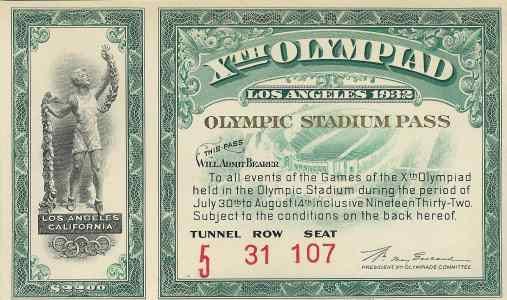 XTH OLYMPIAD
LOS ANGELES 1932
OLYMPIC STADIUM PASS
THIS PASS
WILL ADMIT BEARER
To all events of the Games of the XTH Olympiad
held in the Olympic Stadium during the period of
July 30TH to August 14TH inclusive Nineteen Thirty-Two.
Subject to the conditions on the back hereof.
TUNNEL ROW SEAT
5 31 107
PRESIDENT XTH OLYMPIADE COMMITTEE
LOS ANGELES
CALIFORNIA
$2200